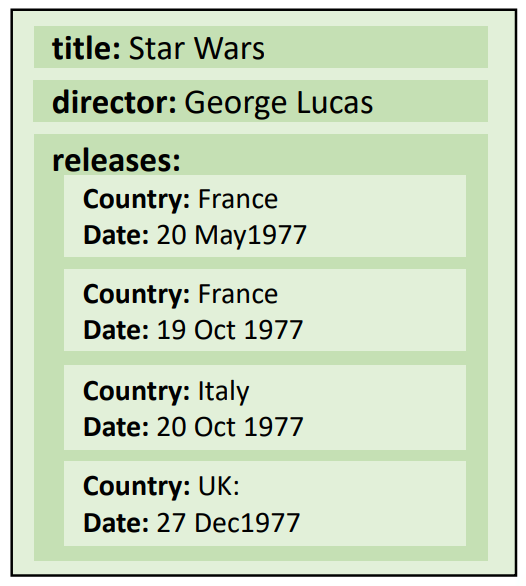 title: Star Wars
director: George Lucas
releases:
Country: France
Date: 20 May1977
Country: France
Date: 19 Oct 1977
Country: Italy
Date: 20 Oct 1977
Country: UK:
Date: 27 Dec1977